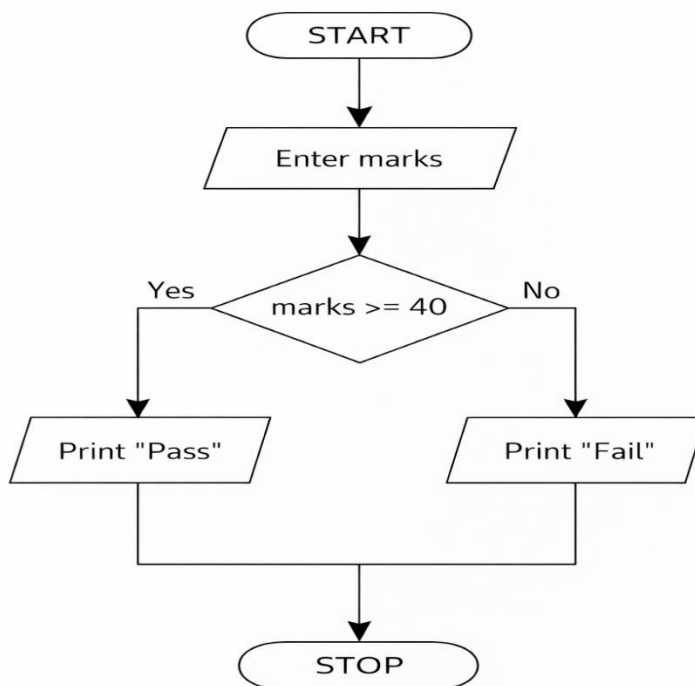 START
Enter marks
Yes
marks >= 40
No
Print "Pass"
Print "Fail"
STOP